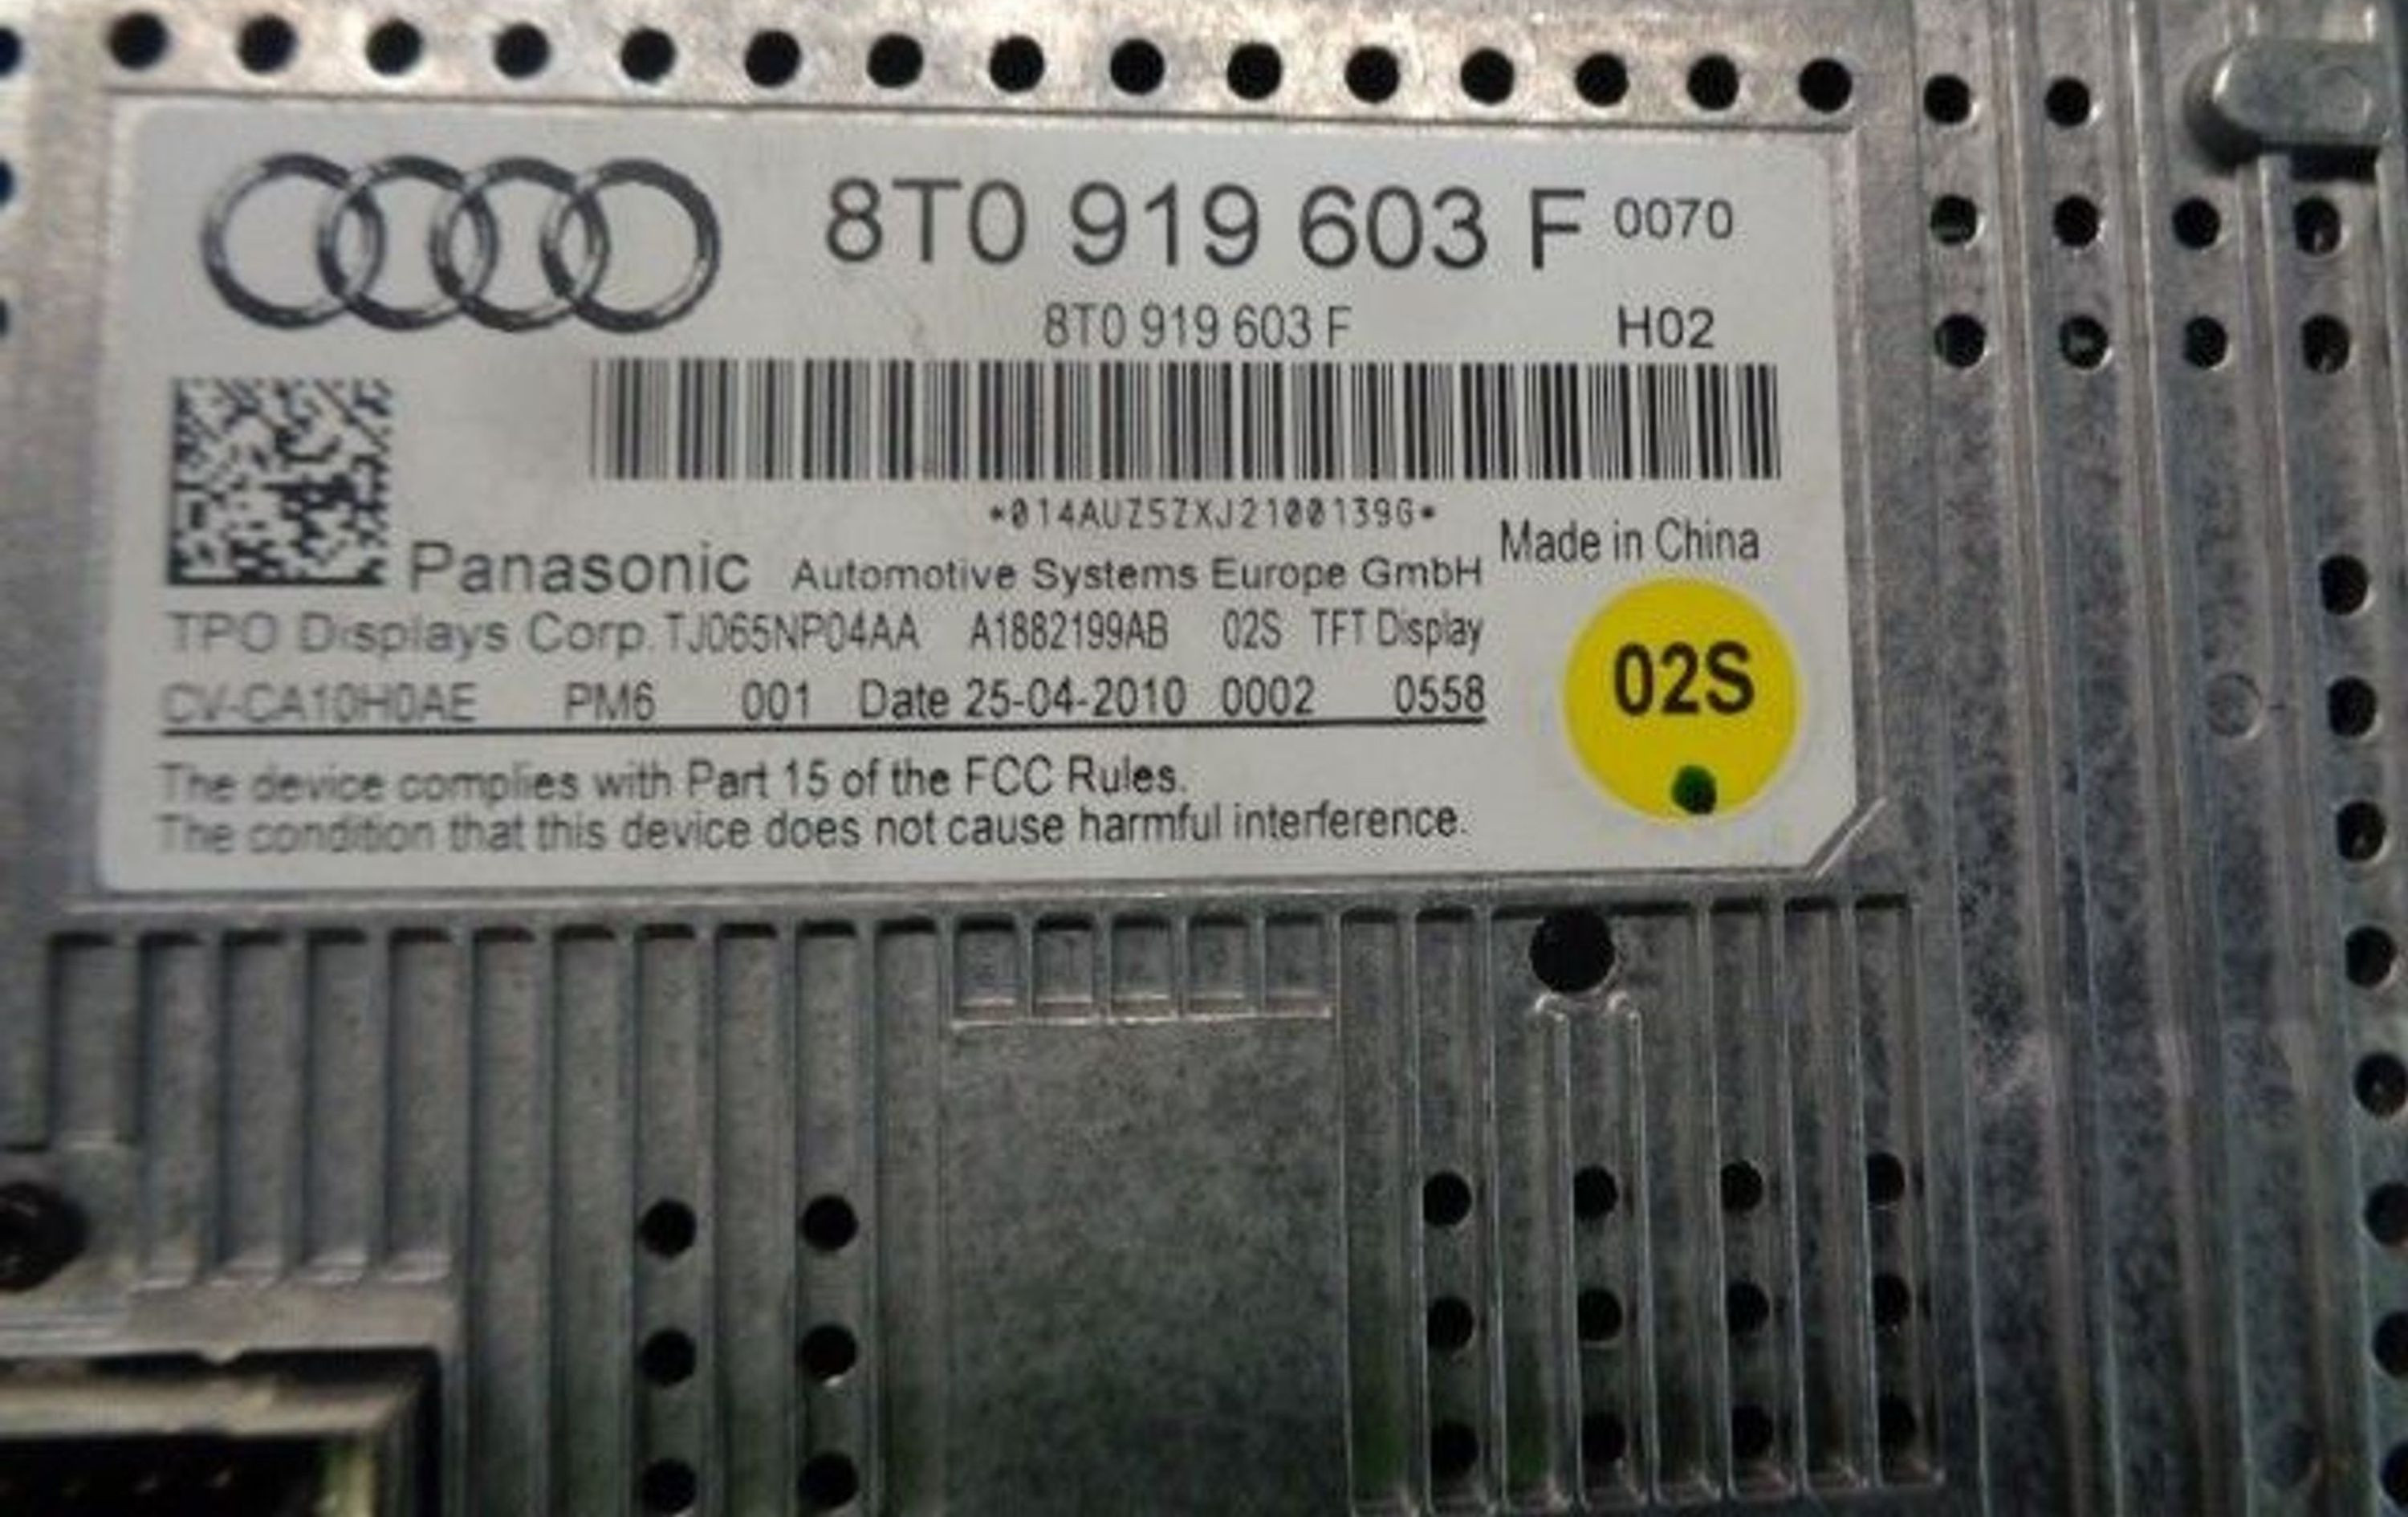 8T0 919 603 F 0070
8T0 919 603 F H02
*014AUZ5ZXJ2100139G*
Made in China
Panasonic Automotive Systems Europe GmbH
TPO Displays Corp. TJ065NP04AA A1882199AB 02S TFT Display
CV-CA10H0AE PM6 001 Date 25-04-2010 0002 0558
02S
The device complies with Part 15 of the FCC Rules.
The condition that this device does not cause harmful interference.